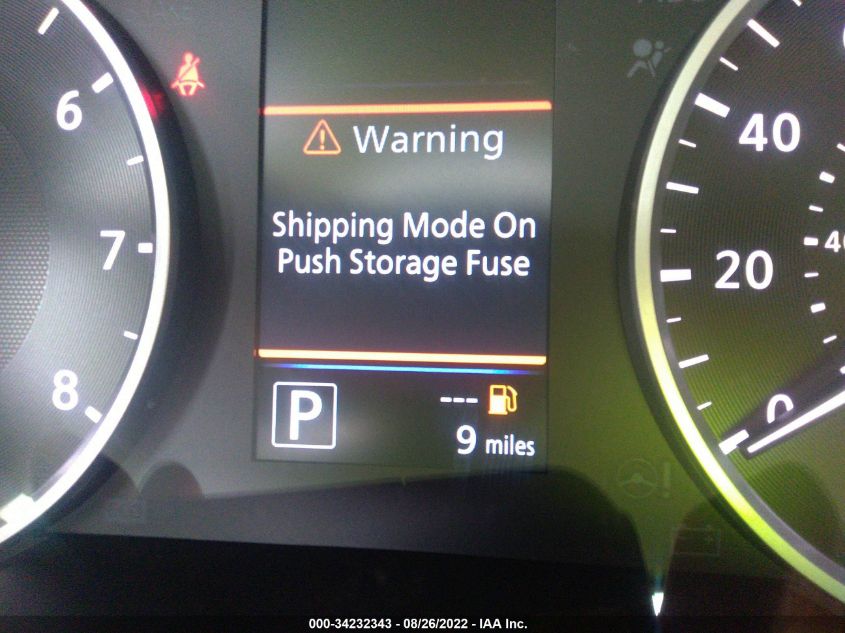 6
7
8
Warning
Shipping Mode On
Push Storage Fuse
P
---
9 miles
40
40
20
0
000-34232343 - 08/26/2022 - IAA Inc.